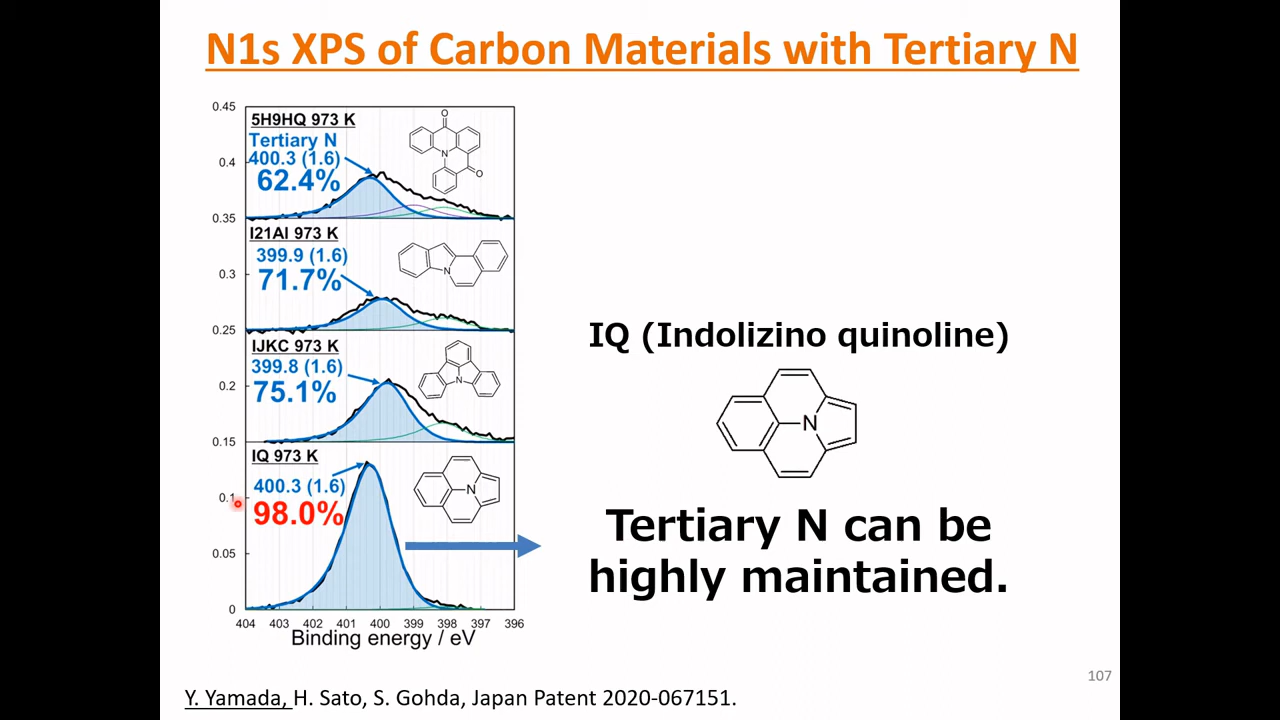 N1s XPS of Carbon Materials with Tertiary N
0.45
5H9HQ 973 K
Tertiary N
400.3 (1.6)
62.4%
O
N
O
0.4
0.35
I21AI 973 K
399.9 (1.6)
71.7%
N
0.3
0.25
IJKC 973 K
399.8 (1.6)
75.1%
N
0.2
0.15
IQ 973 K
400.3 (1.6)
98.0%
N
0.1
0.05
0
404 403 402 401 400 399 398 397 396
Binding energy / eV
IQ (Indolizino quinoline)
N
Tertiary N can be
highly maintained.
107
Y. Yamada, H. Sato, S. Gohda, Japan Patent 2020-067151.